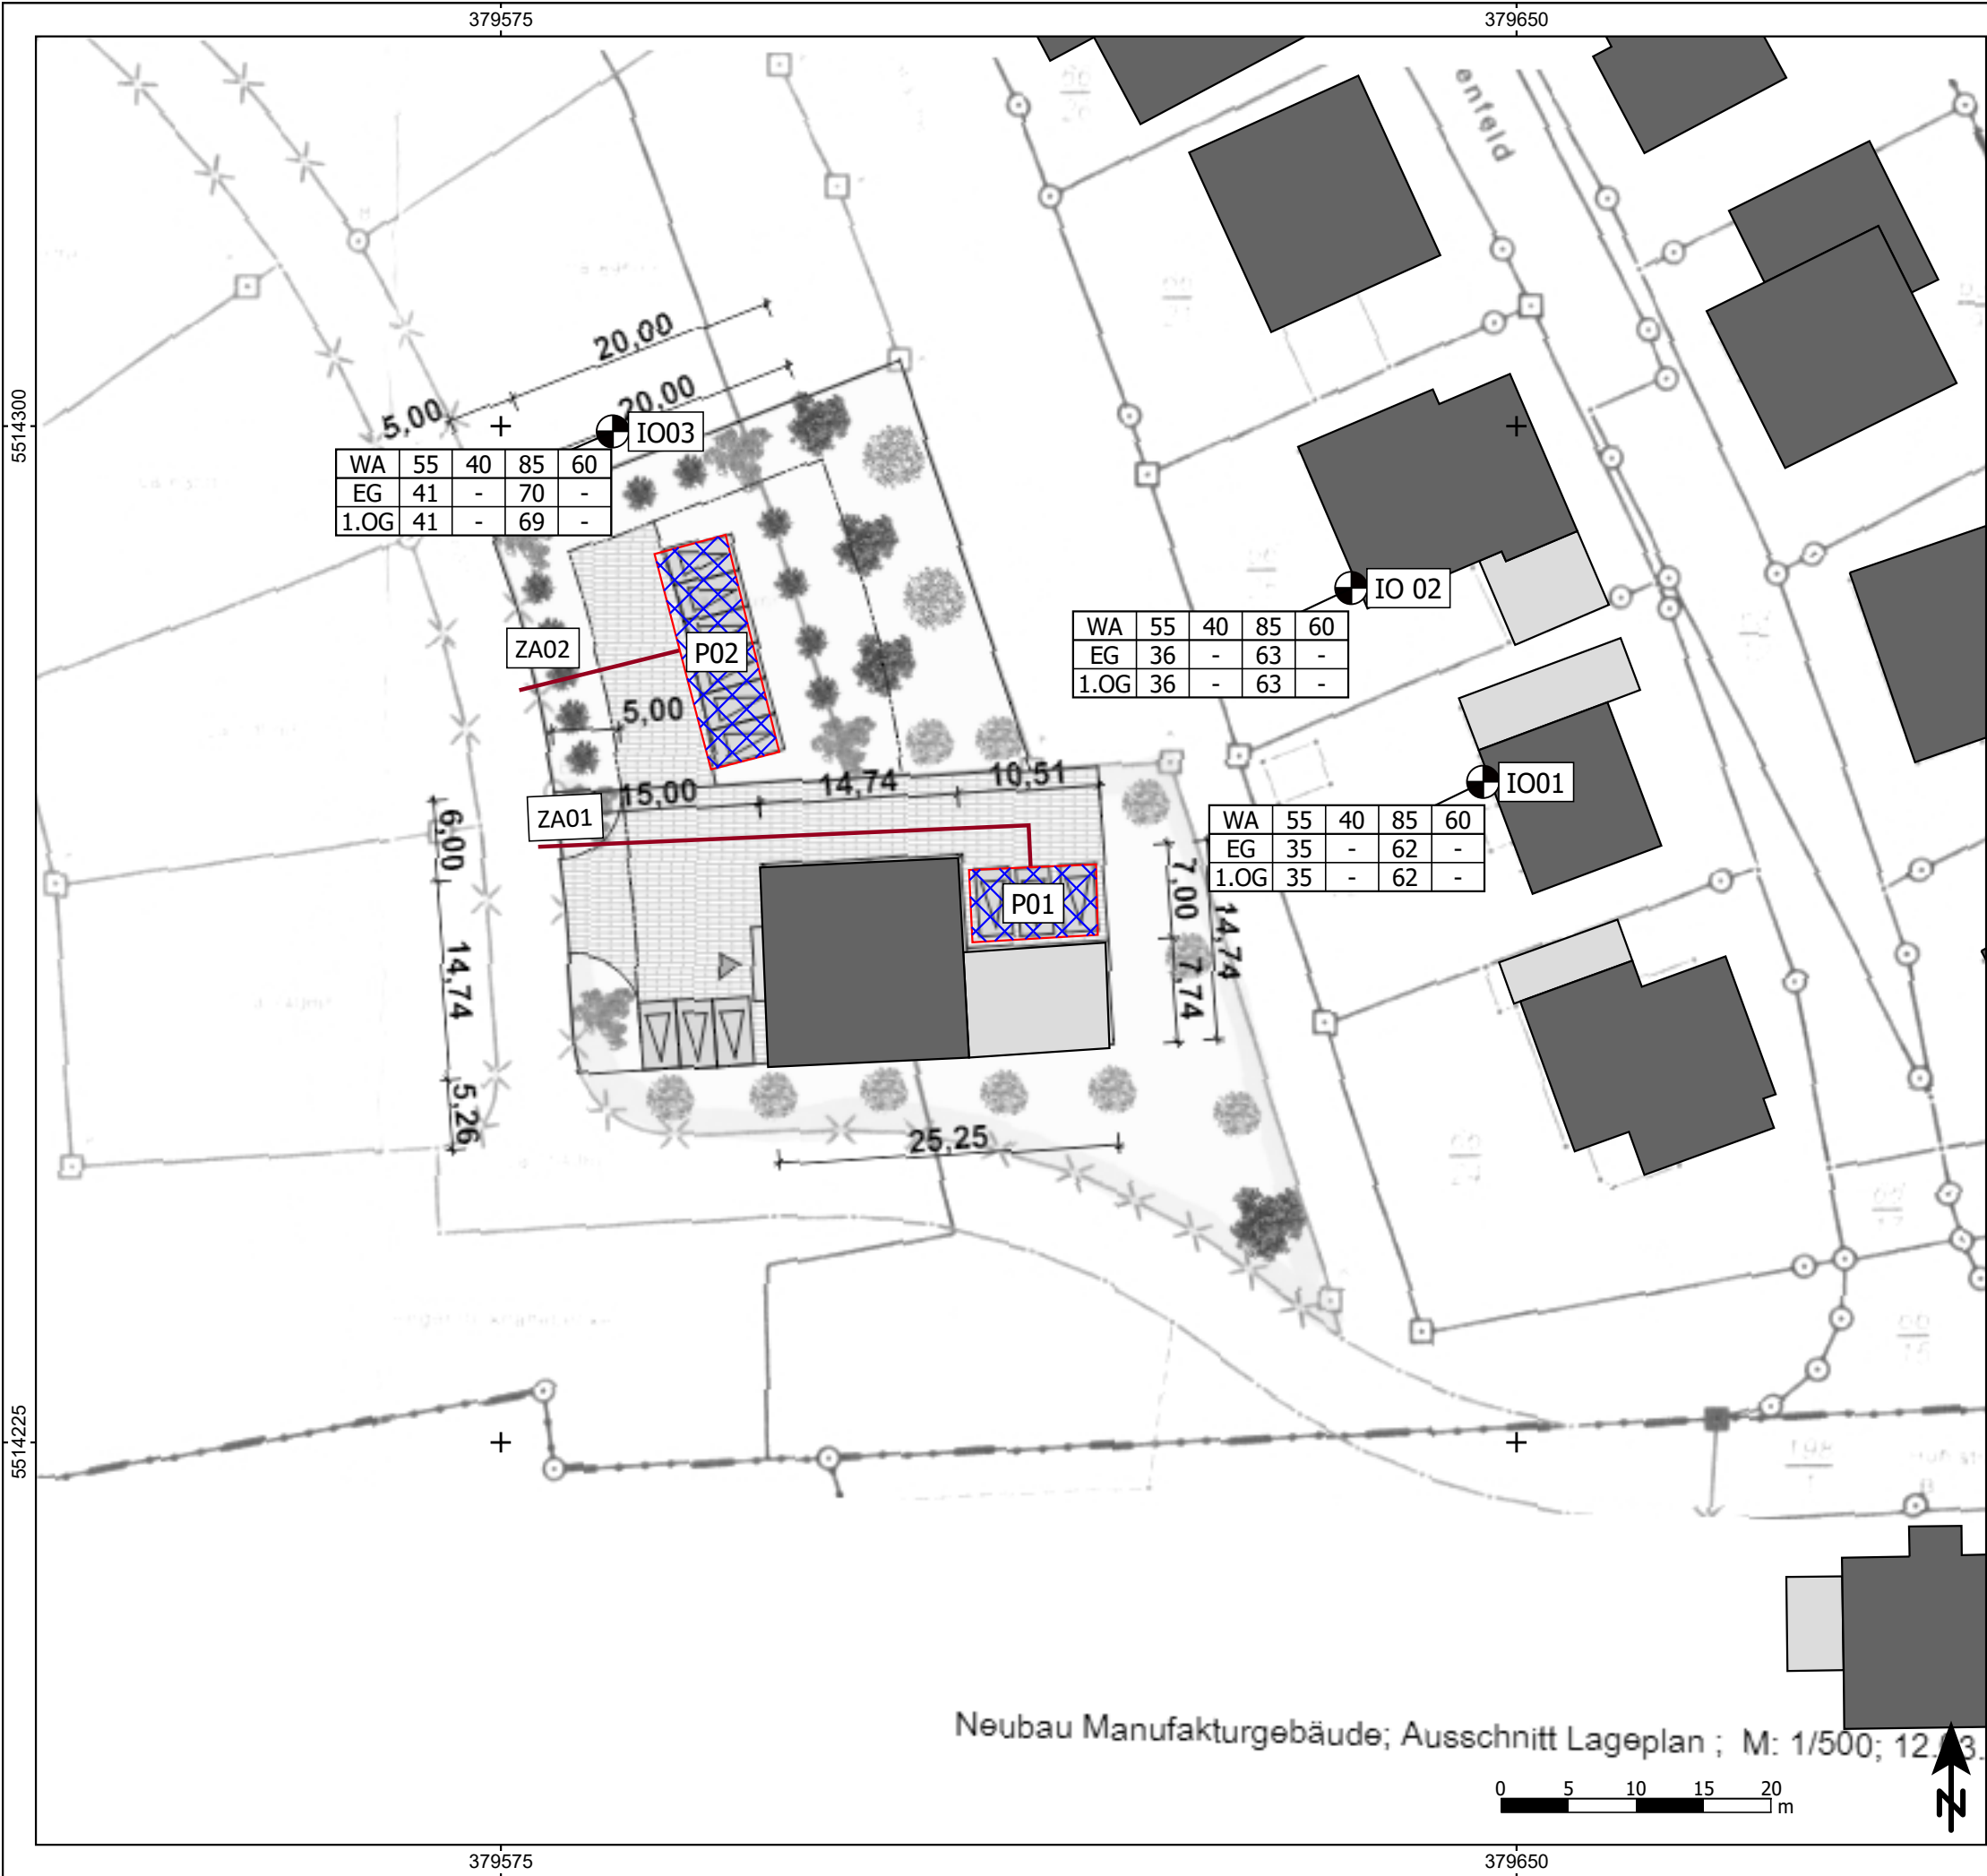 379575 379650
enfeld
20,00
5514300
20,00
5,00
IO03
WA 55 40 85 60
EG 41 - 70 -
1.OG 41 - 69 -
IO 02
WA 55 40 85 60
EG 36 - 63 -
1.OG 36 - 63 -
ZA02
P02
5,00
IO01
WA 55 40 85 60
EG 35 - 62 -
1.OG 35 - 62 -
15,00 14,74 10,51
ZA01
6,00
7,00
P01
14,74
14,74
7,74
5,26
25,25
5514225
Neubau Manufakturgebäude; Ausschnitt Lageplan ; M: 1/500;
0 5 10 15 20
m
N
379575 379650